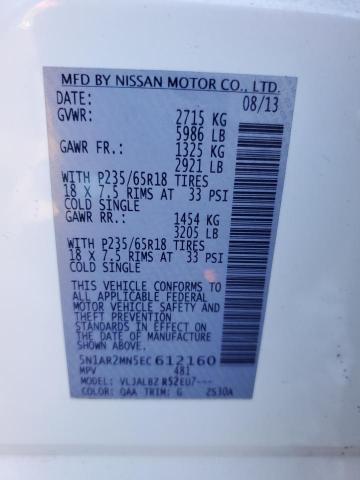 MFD BY NISSAN MOTOR CO., LTD.
DATE: 08/13
GVWR: 2715 KG
5986 LB
GAWR FR.: 1325 KG
2921 LB
WITH P235/65R18 TIRES
18 X 7.5 RIMS AT 33 PSI
COLD SINGLE
GAWR RR.: 1454 KG
3205 LB
WITH P235/65R18 TIRES
18 X 7.5 RIMS AT 33 PSI
COLD SINGLE
THIS VEHICLE CONFORMS TO
ALL APPLICABLE FEDERAL
MOTOR VEHICLE SAFETY AND
THEFT PREVENTION
STANDARDS IN EFFECT ON
THE DATE OF MANUFACTURE
SHOWN ABOVE.
5N1AR2MN5EC612160
MPV 481
MODEL: VLJALBZ R52EU7---
COLOR: QAA TRIM: G 2530A